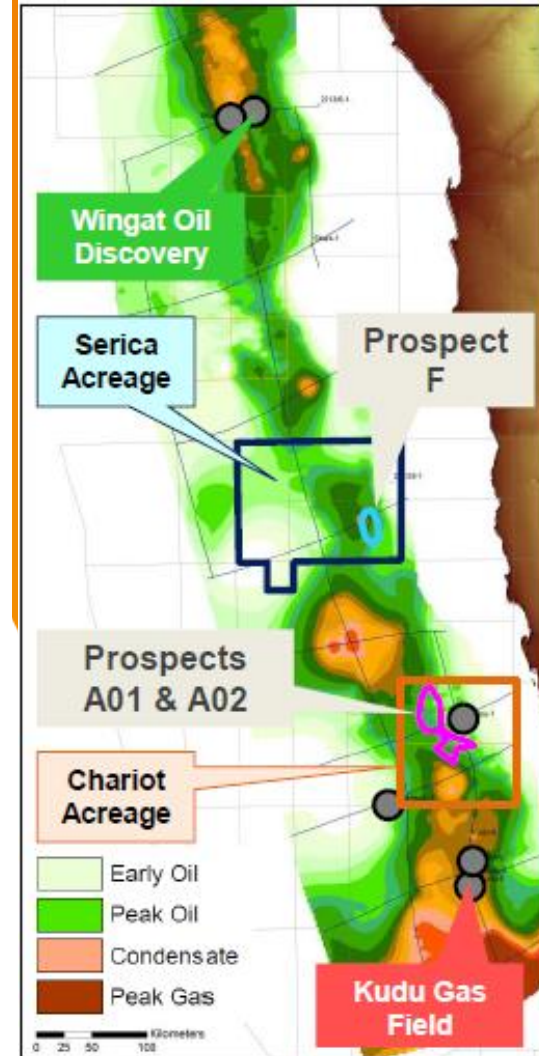 Wingat Oil
Discovery
Serica
Acreage
Prospect
F
Prospects
A01 & A02
Chariot
Acreage
Early Oil
Peak Oil
Condensate
Peak Gas
Kilometers
0 25 50 100
Kudu Gas
Field